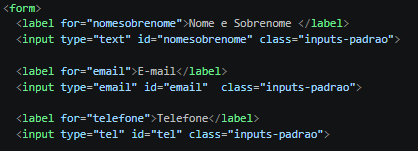 <form>
<label for="nomesobrenome">Nome e Sobrenome </label>
<input type="text" id="nomesobrenome" class="inputs-padrao">
<label for="email">E-mail</label>
<input type="email" id="email"  class="inputs-padrao">
<label for="telefone">Telefone</label>
<input type="tel" id="tel" class="inputs-padrao">